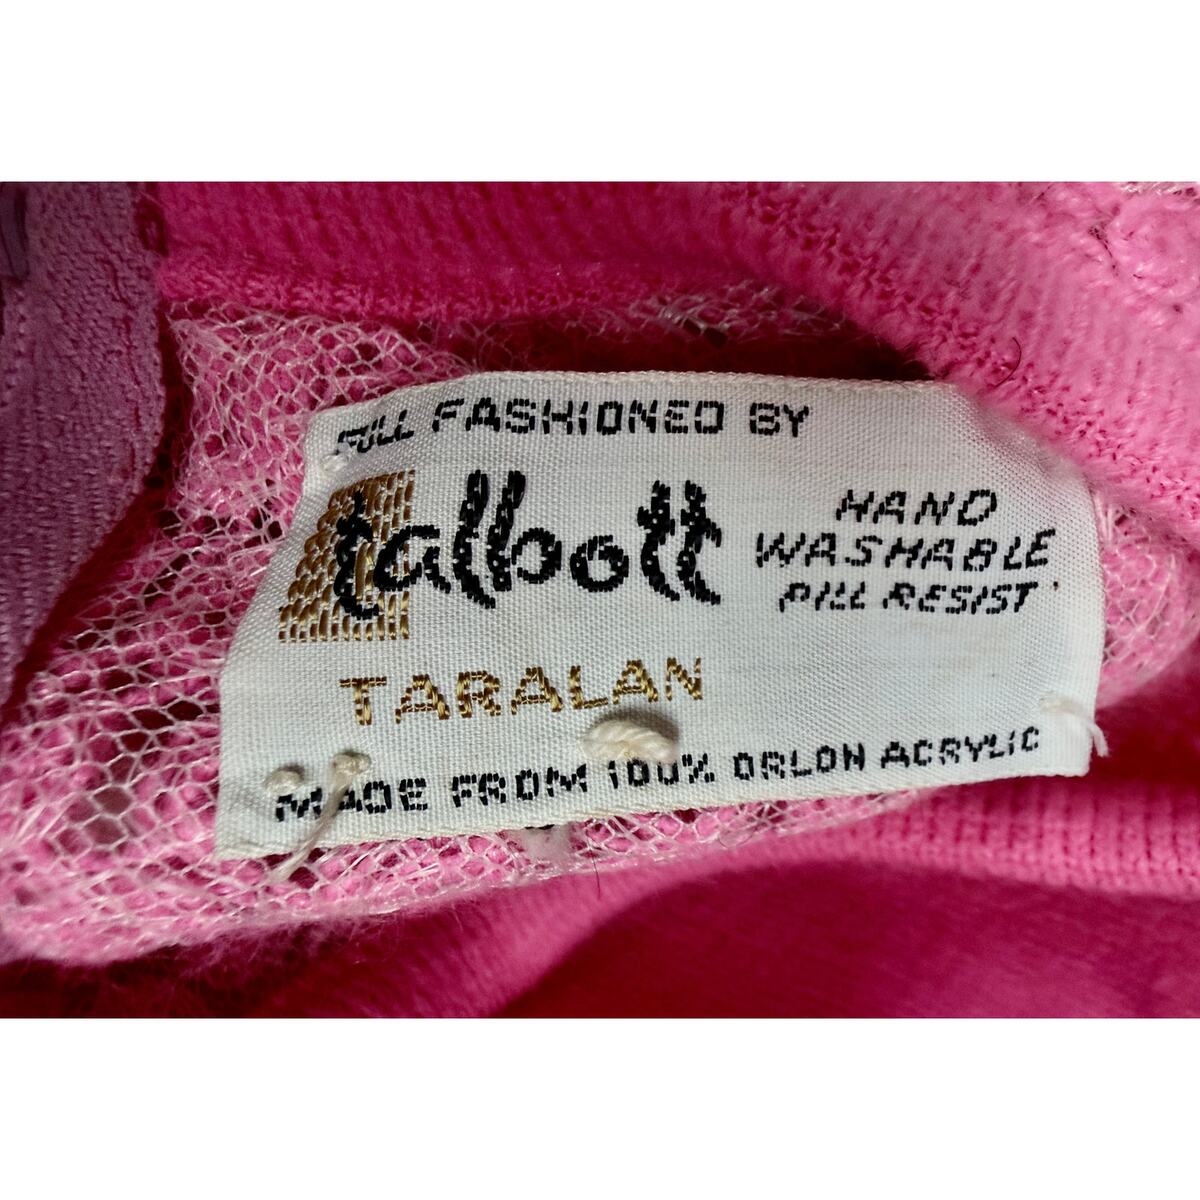 FULL FASHIONED BY
talbott
HAND
WASHABLE
PILL RESIST
TARALAN
MADE FROM 100% ORLON ACRYLIC